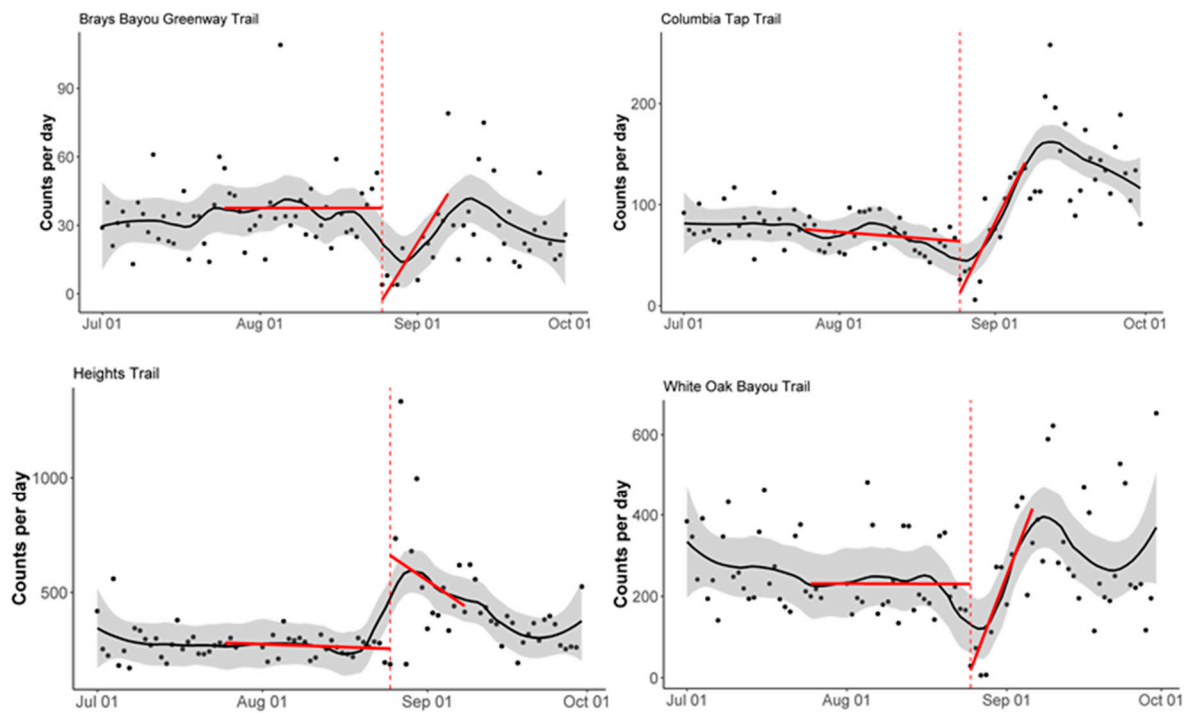 Brays Bayou Greenway Trail
Counts per day
90
60
30
0
Jul 01 Aug 01 Sep 01 Oct 01
Columbia Tap Trail
Counts per day
200
100
0
Jul 01 Aug 01 Sep 01 Oct 01
Heights Trail
Counts per day
1000
500
Jul 01 Aug 01 Sep 01 Oct 01
White Oak Bayou Trail
Counts per day
600
400
200
0
Jul 01 Aug 01 Sep 01 Oct 01